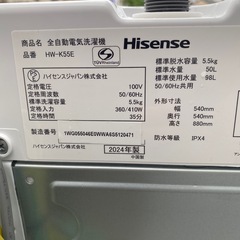 品名 全自動電気洗濯機
品番 HW-K55E
ハイセンスジャパン株式会社
定格電圧 100V
定格周波数 50/60Hz
標準洗濯容量 5.5kg
定格消費電力 360/410W
定格時間 35分
製造番号
2024年製
中国製
ハイセンスジャパン株式会社
Hisense
標準脱水容量 5.5kg
標準水量 50L
標準使用水量 98L
50/60Hz共用
外形寸法
幅 540mm
奥行 540mm
高さ 880mm
防水等級 IPX4